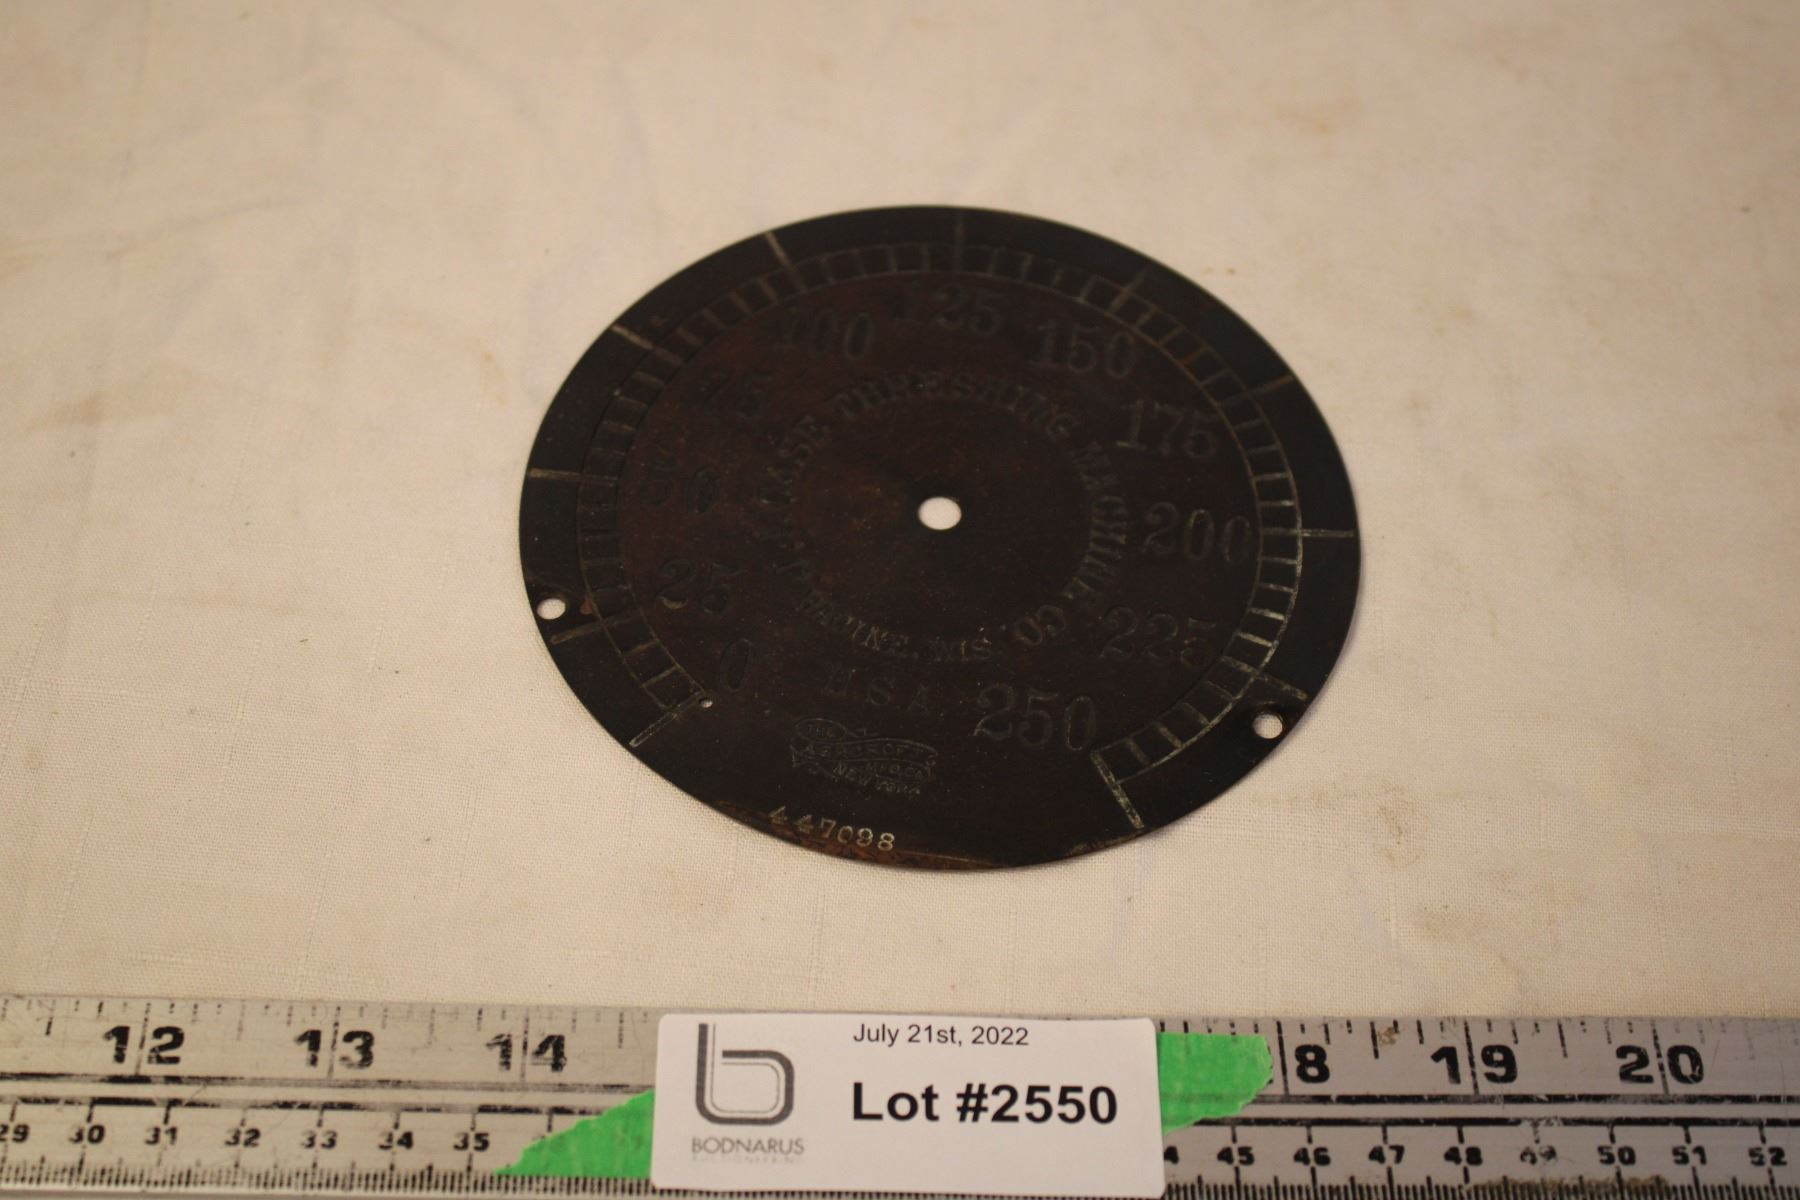 0
25
50
75
100
125
150
175
200
225
250
J.I. CASE THRESHING MACHINE CO.
RACINE, WIS.
U.S.A.
THE
ASHCROFT
MFG. CO.
NEW YORK
447098
12 13 14 8 19 20
29 30 31 32 33 34 35 4 45 46 47 48 49 50 51 52
July 21st, 2022
Lot #2550
b
BODNARUS
AUCTIONEERING